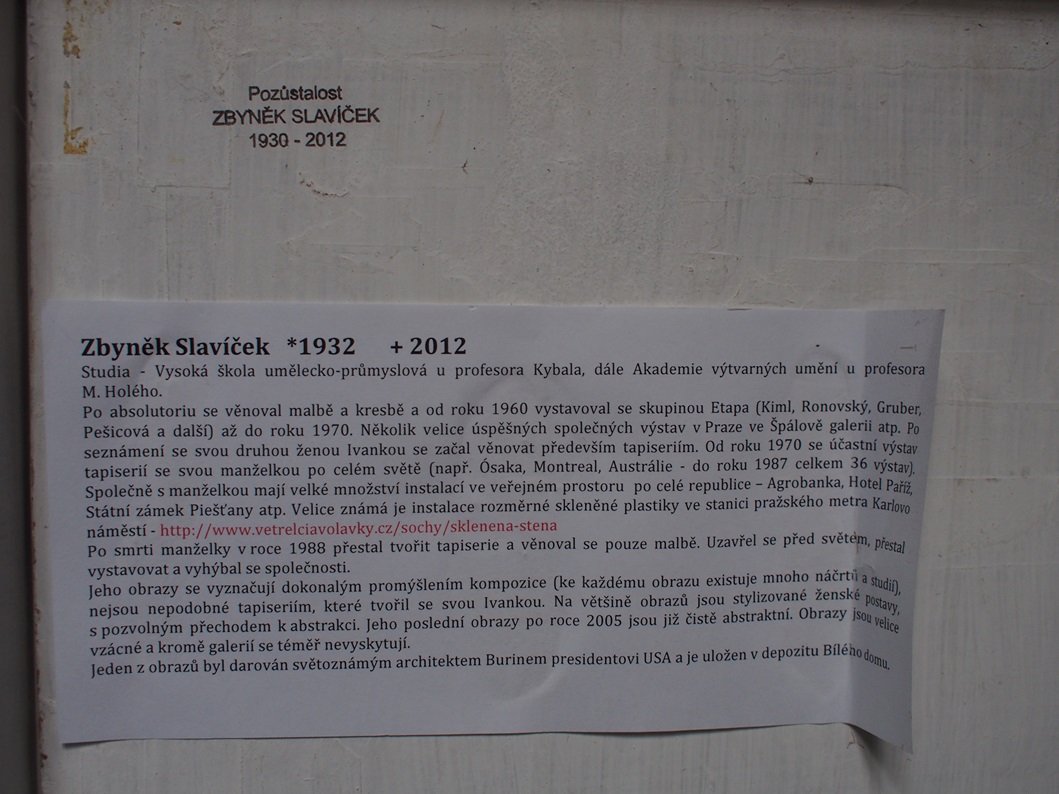 Pozůstalost
ZBYNĚK SLAVÍČEK
1930 - 2012
Zbyněk Slavíček *1932 + 2012
Studia - Vysoká škola umělecko-průmyslová u profesora Kybala, dále Akademie výtvarných umění u profesora
M. Holého.
Po absolutoriu se věnoval malbě a kresbě a od roku 1960 vystavoval se skupinou Etapa (Kiml, Ronovský, Gruber,
Pešicová a další) až do roku 1970. Několik velice úspěšných společných výstav v Praze ve Špálově galerii atp. Po
seznámení se svou druhou ženou Ivankou se začal věnovat především tapiseriím. Od roku 1970 se účastní výstav
tapiserií se svou manželkou po celém světě (např. Ósaka, Montreal, Austrálie - do roku 1987 celkem 36 výstav).
Společně s manželkou mají velké množství instalací ve veřejném prostoru po celé republice – Agrobanka, Hotel Paříž,
Státní zámek Piešťany atp. Velice známá je instalace rozměrné skleněné plastiky ve stanici pražského metra Karlovo
náměstí - http://www.vetrelciavolavky.cz/sochy/sklenena-stena
Po smrti manželky v roce 1988 přestal tvořit tapiserie a věnoval se pouze malbě. Uzavřel se před světem, přestal
vystavovat a vyhýbal se společnosti.
Jeho obrazy se vyznačují dokonalým promýšlením kompozice (ke každému obrazu existuje mnoho náčrtů a studií),
nejsou nepodobné tapiseriím, které tvořil se svou Ivankou. Na většině obrazů jsou stylizované ženské postavy,
s pozvolným přechodem k abstrakci. Jeho poslední obrazy po roce 2005 jsou již čistě abstraktní. Obrazy jsou velice
vzácné a kromě galerií se téměř nevyskytují.
Jeden z obrazů byl darován světoznámým architektem Burinem presidentovi USA a je uložen v depozitu Bílého domu.